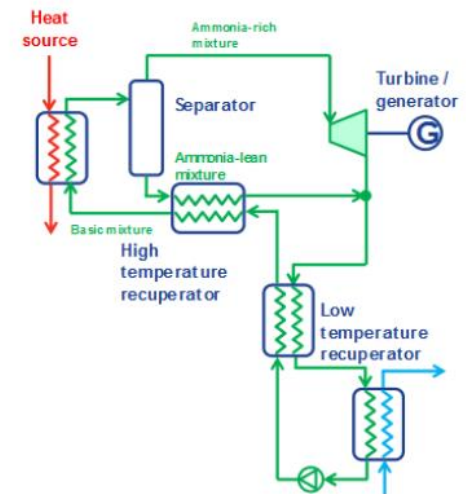 Heat
source
Ammonia-rich
mixture
Turbine /
generator
G
Separator
Ammonia-lean
mixture
Basic mixture
High
temperature
recuperator
Low
temperature
recuperator